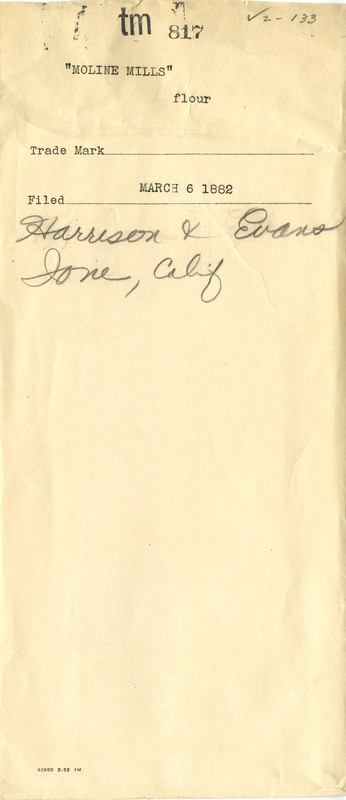 tm 817
✓2-133
"MOLINE MILLS"
flour
Trade Mark
MARCH 6 1882
Filed
Harrison & Evans
Ione, Calif
92650 2-32 1M